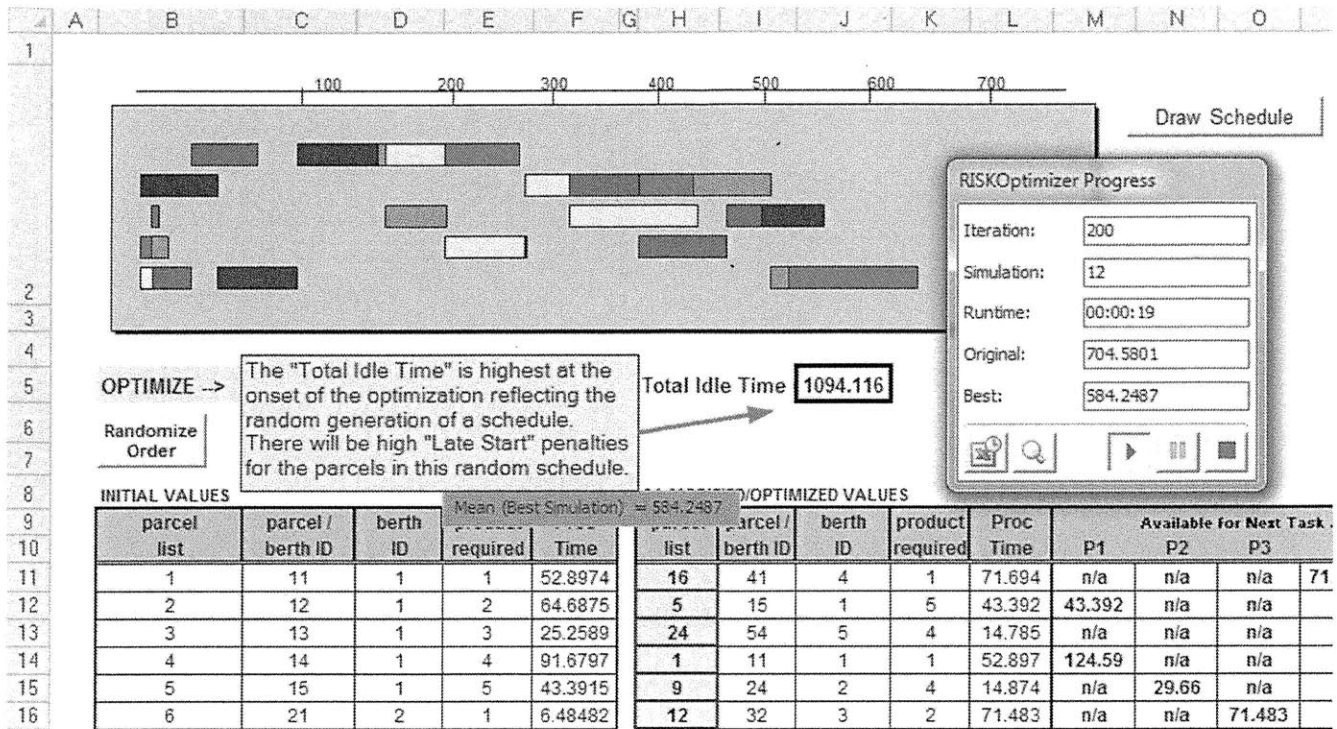 A B C D E F G H I J K L M N O
1
100 200 300 400 500 600 700
Draw Schedule
RISKOptimizer Progress
Iteration: 200
Simulation: 12
Runtime: 00:00:19
Original: 704.5801
Best: 584.2487
2
3
4
5 OPTIMIZE --> Total Idle Time 1094.116
The "Total Idle Time" is highest at the
onset of the optimization reflecting the
random generation of a schedule.
There will be high "Late Start" penalties
for the parcels in this random schedule.
6 Randomize
7 Order
8 INITIAL VALUES /OPTIMIZED VALUES
Mean (Best Simulation) = 584.2487
9 parcel parcel / berth parcel / berth product Proc Available for Next Task
10 list berth ID ID required Time list berth ID ID required Time P1 P2 P3
11 1 11 1 1 52.8974 16 41 4 1 71.694 n/a n/a n/a 71
12 2 12 1 2 64.6875 5 15 1 5 43.392 43.392 n/a n/a
13 3 13 1 3 25.2589 24 54 5 4 14.785 n/a n/a n/a
14 4 14 1 4 91.6797 1 11 1 1 52.897 124.59 n/a n/a
15 5 15 1 5 43.3915 9 24 2 4 14.874 n/a 29.66 n/a
16 6 21 2 1 6.48482 12 32 3 2 71.483 n/a n/a 71.483